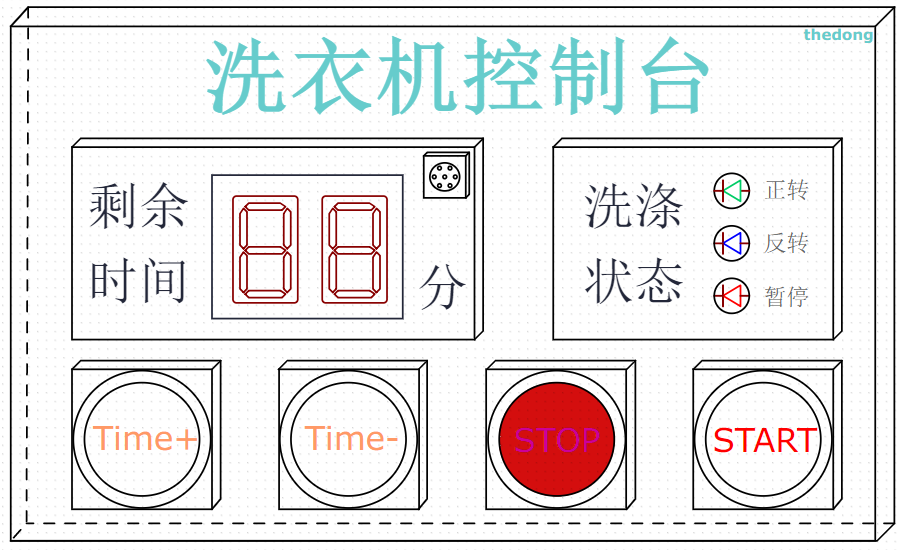 thedong
洗衣机控制台
剩余
时间
分
洗涤
状态
正转
反转
暂停
Time+
Time-
STOP
START